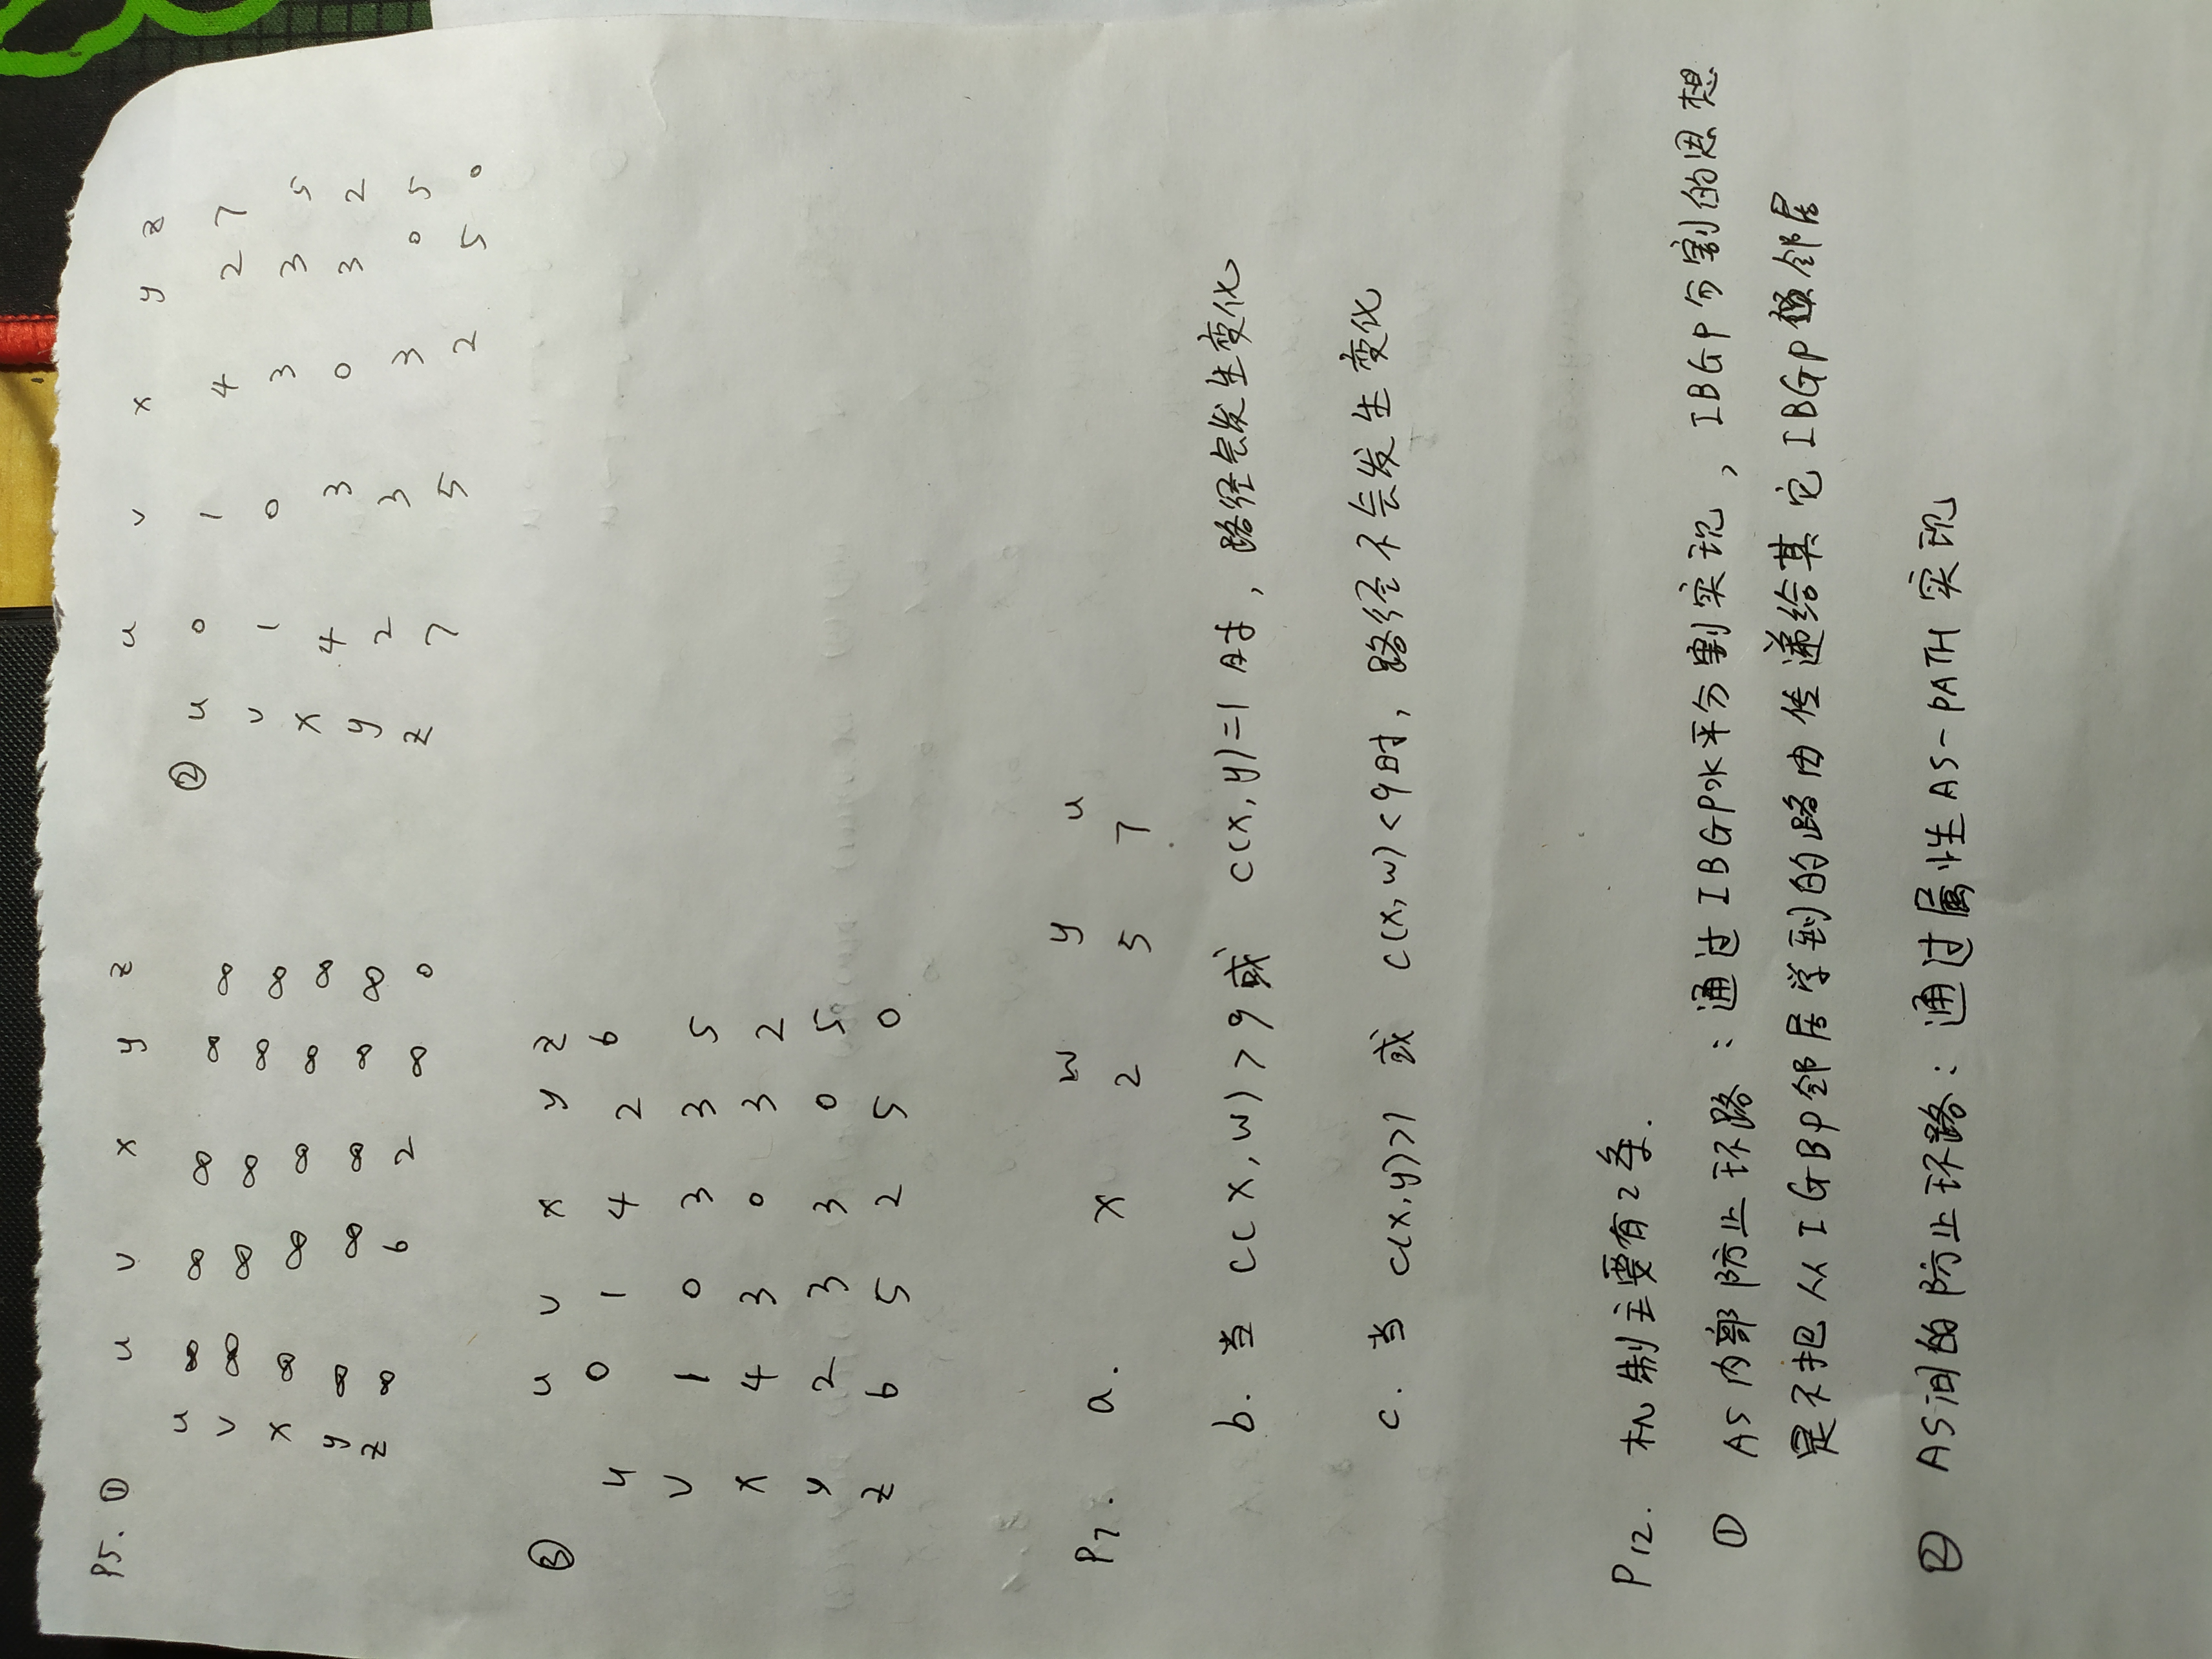 P5. ①
u v x y z
u ∞ ∞ ∞ ∞ ∞
v ∞ ∞ ∞ ∞ ∞
x ∞ ∞ ∞ ∞ ∞
y ∞ ∞ ∞ ∞ ∞
z ∞ 6 2 ∞ 0
②
u v x y z
u 0 1 4 2 7
v 1 0 3 3 5
x 4 3 0 3 2
y 2 3 3 0 5
z 7 5 2 5 0
③
u v x y z
u 0 1 4 2 6
v 1 0 3 3 5
x 4 3 0 3 2
y 2 3 3 0 5
z 6 5 2 5 0
w y u
P7. a. x 2 5 7
b. 当 c(x,w)>9或 c(x,y)=1时,路径会发生变化
c. 当 c(x,y)>1 或 c(x,w)<9时,路径不会发生变化
P12. 机制主要有2条.
① AS内部防止环路:通过IBGP水平分割实现,IBGP分割的思想
是不把从IGBP邻居学到的路由传递给其它IBGP邻居
② AS间的防止环路:通过属性AS-PATH实现